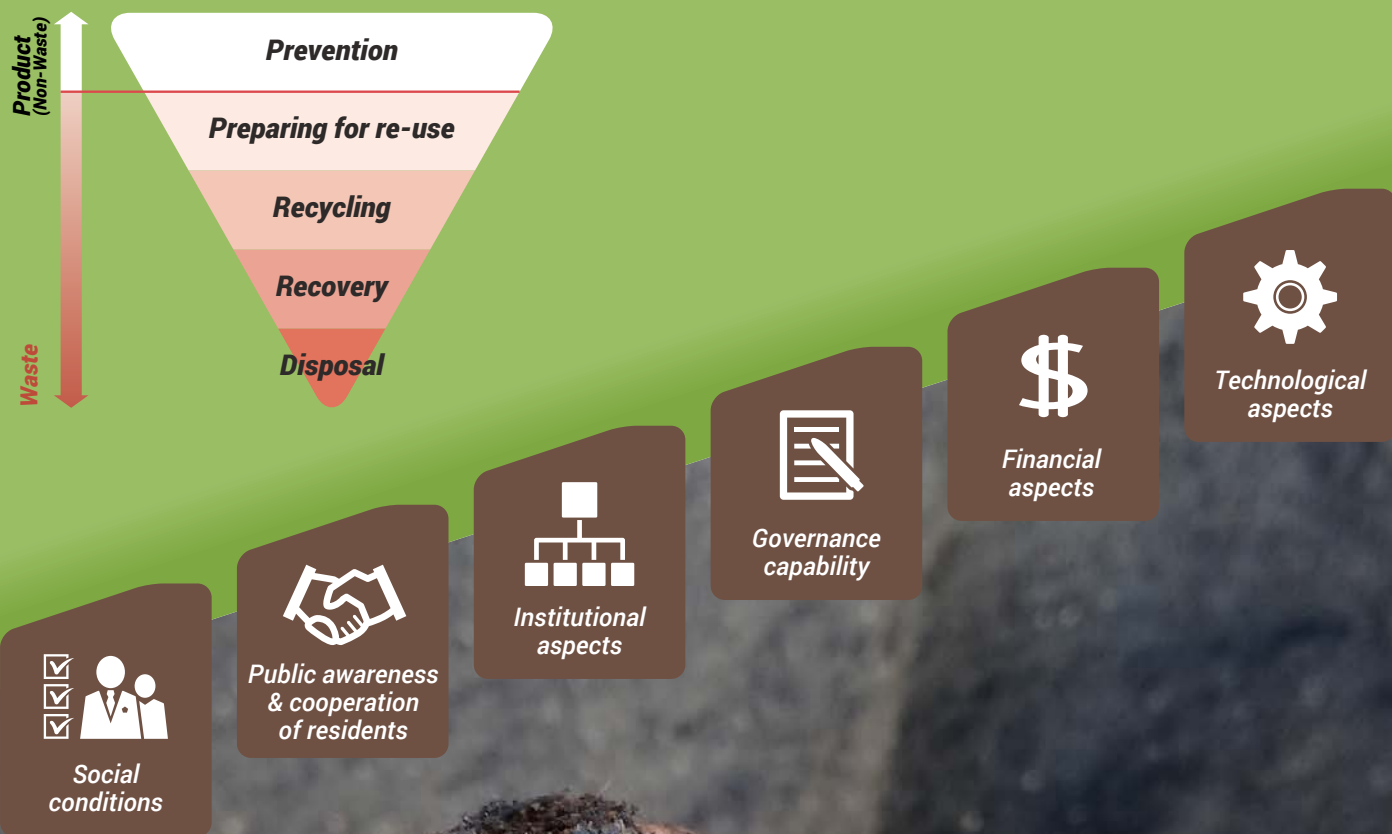 Product
(Non-Waste)
Waste
Prevention
Preparing for re-use
Recycling
Recovery
Disposal
Social
conditions
Public awareness
& cooperation
of residents
Institutional
aspects
Governance
capability
Financial
aspects
Technological
aspects